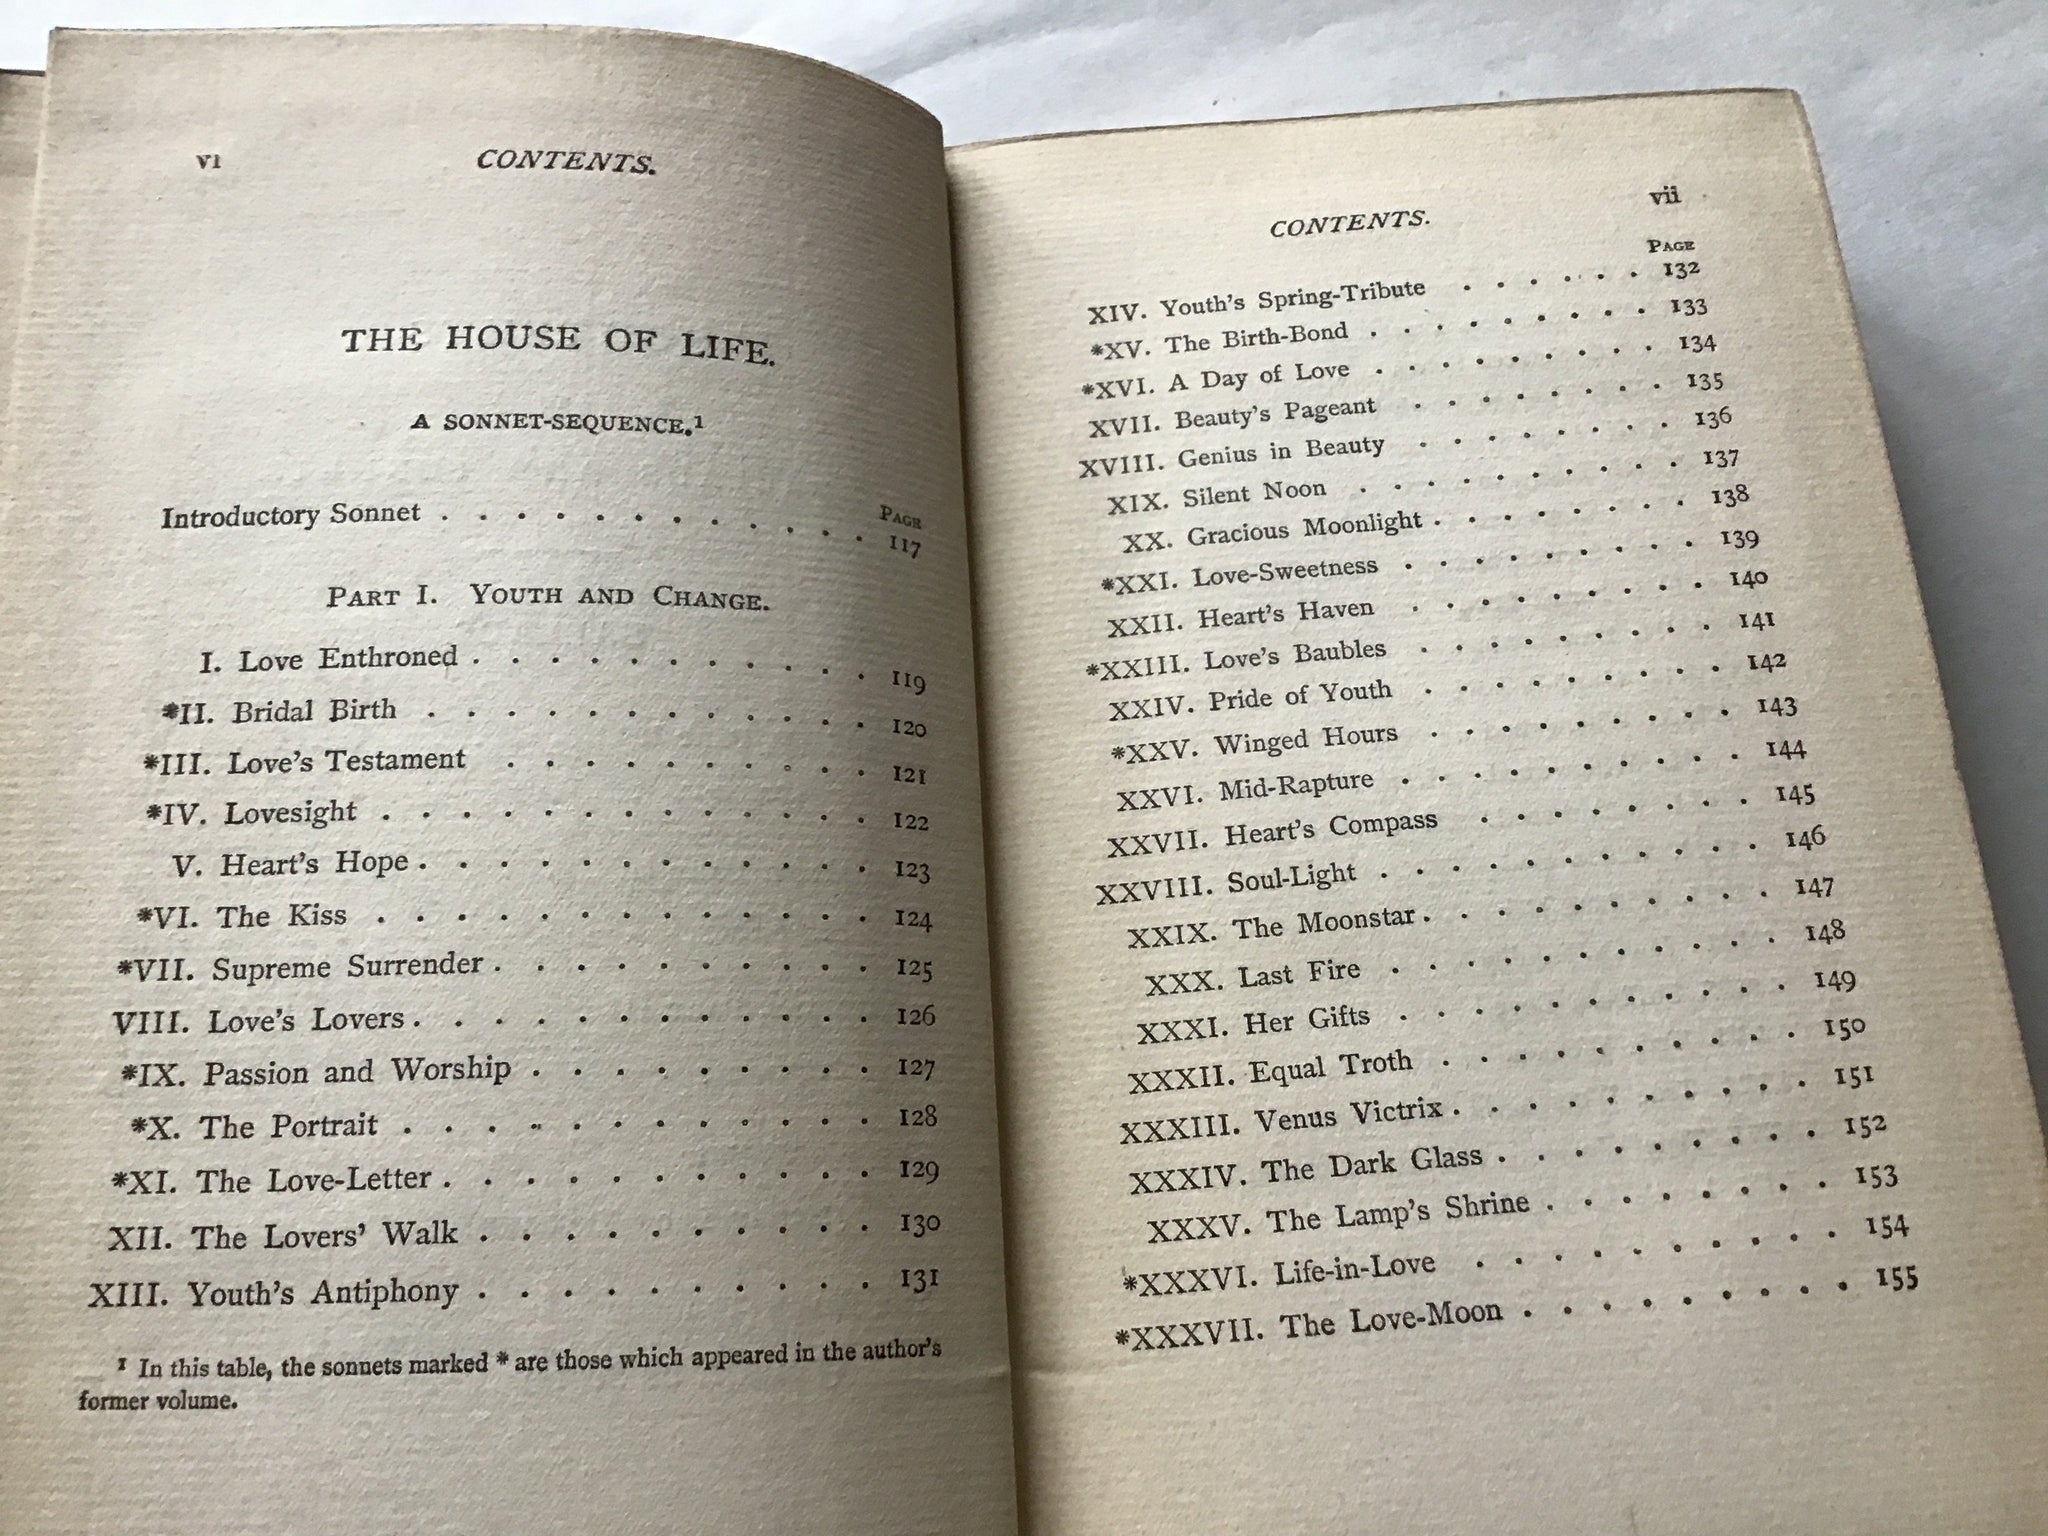 vi CONTENTS.
THE HOUSE OF LIFE.
A SONNET-SEQUENCE.¹
PAGE
Introductory Sonnet . . . . . . . . . . . . 117
PART I. YOUTH AND CHANGE.
I. Love Enthroned . . . . . . . . . . 119
*II. Bridal Birth . . . . . . . . . . . 120
*III. Love's Testament . . . . . . . . . . 121
*IV. Lovesight . . . . . . . . . . . . . 122
V. Heart's Hope . . . . . . . . . . . . 123
*VI. The Kiss . . . . . . . . . . . . . 124
*VII. Supreme Surrender . . . . . . . . . . 125
VIII. Love's Lovers . . . . . . . . . . . . 126
*IX. Passion and Worship . . . . . . . . . 127
*X. The Portrait . . . . . . . . . . . . 128
*XI. The Love-Letter . . . . . . . . . . . 129
XII. The Lovers' Walk . . . . . . . . . . 130
XIII. Youth's Antiphony . . . . . . . . . . 131
¹ In this table, the sonnets marked * are those which appeared in the author's
former volume.
CONTENTS. vii
PAGE
XIV. Youth's Spring-Tribute . . . . . . 132
*XV. The Birth-Bond . . . . . . . . . 133
*XVI. A Day of Love . . . . . . . . . 134
XVII. Beauty's Pageant . . . . . . . . 135
XVIII. Genius in Beauty . . . . . . . . 136
XIX. Silent Noon . . . . . . . . . . 137
XX. Gracious Moonlight . . . . . . . . 138
*XXI. Love-Sweetness . . . . . . . . . 139
XXII. Heart's Haven . . . . . . . . . 140
*XXIII. Love's Baubles . . . . . . . . . 141
XXIV. Pride of Youth . . . . . . . . . 142
*XXV. Winged Hours . . . . . . . . . 143
XXVI. Mid-Rapture . . . . . . . . . . 144
XXVII. Heart's Compass . . . . . . . . 145
XXVIII. Soul-Light . . . . . . . . . . . 146
XXIX. The Moonstar . . . . . . . . . . 147
XXX. Last Fire . . . . . . . . . . . 148
XXXI. Her Gifts . . . . . . . . . . . 149
XXXII. Equal Troth . . . . . . . . . . 150
XXXIII. Venus Victrix . . . . . . . . . . 151
XXXIV. The Dark Glass . . . . . . . . . 152
XXXV. The Lamp's Shrine . . . . . . . . 153
*XXXVI. Life-in-Love . . . . . . . . . . 154
*XXXVII. The Love-Moon . . . . . . . . . 155